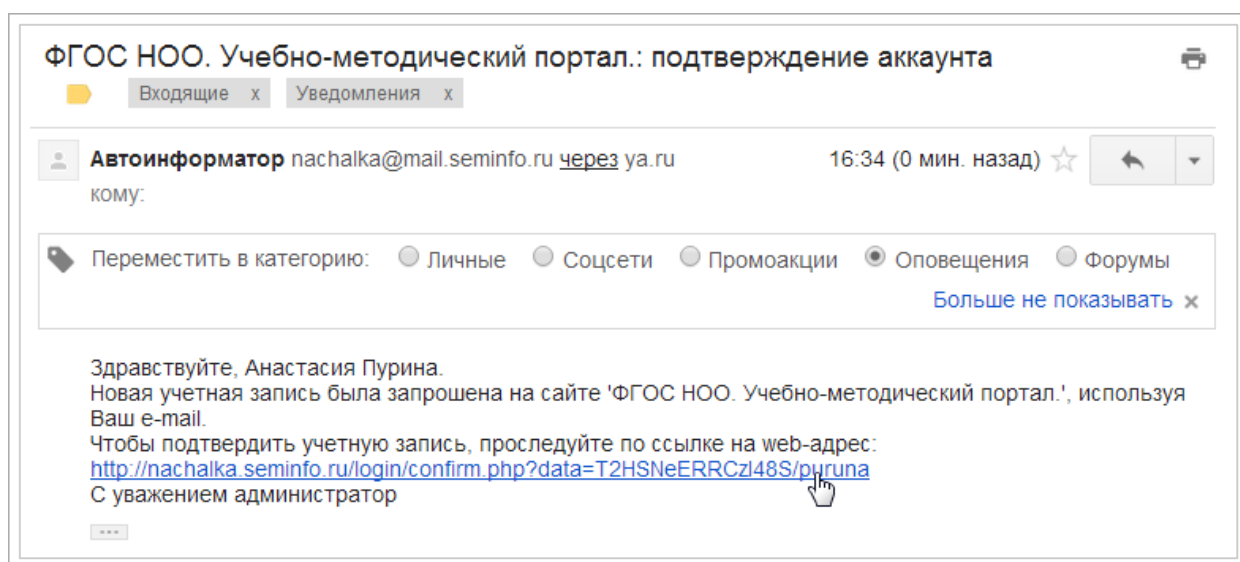 ФГОС НОО. Учебно-методический портал.: подтверждение аккаунта
Входящие x Уведомления x
Автоинформатор nachalka@mail.seminfo.ru через ya.ru 16:34 (0 мин. назад)
кому:
Переместить в категорию: Личные Соцсети Промоакции Оповещения Форумы
Больше не показывать x
Здравствуйте, Анастасия Пурина.
Новая учетная запись была запрошена на сайте 'ФГОС НОО. Учебно-методический портал.', используя
Ваш e-mail.
Чтобы подтвердить учетную запись, проследуйте по ссылке на web-адрес:
http://nachalka.seminfo.ru/login/confirm.php?data=T2HSNeERRCzl48S/puruna
С уважением администратор